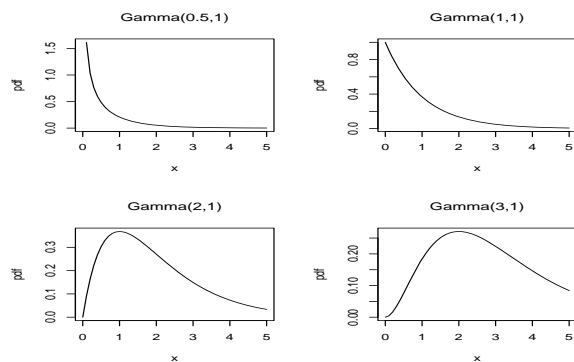 Gamma(0.5,1)
pdf
0.0 0.5 1.0 1.5
0 1 2 3 4 5
x
Gamma(1,1)
pdf
0.0 0.4 0.8
0 1 2 3 4 5
x
Gamma(2,1)
pdf
0.0 0.1 0.2 0.3
0 1 2 3 4 5
x
Gamma(3,1)
pdf
0.00 0.10 0.20
0 1 2 3 4 5
x